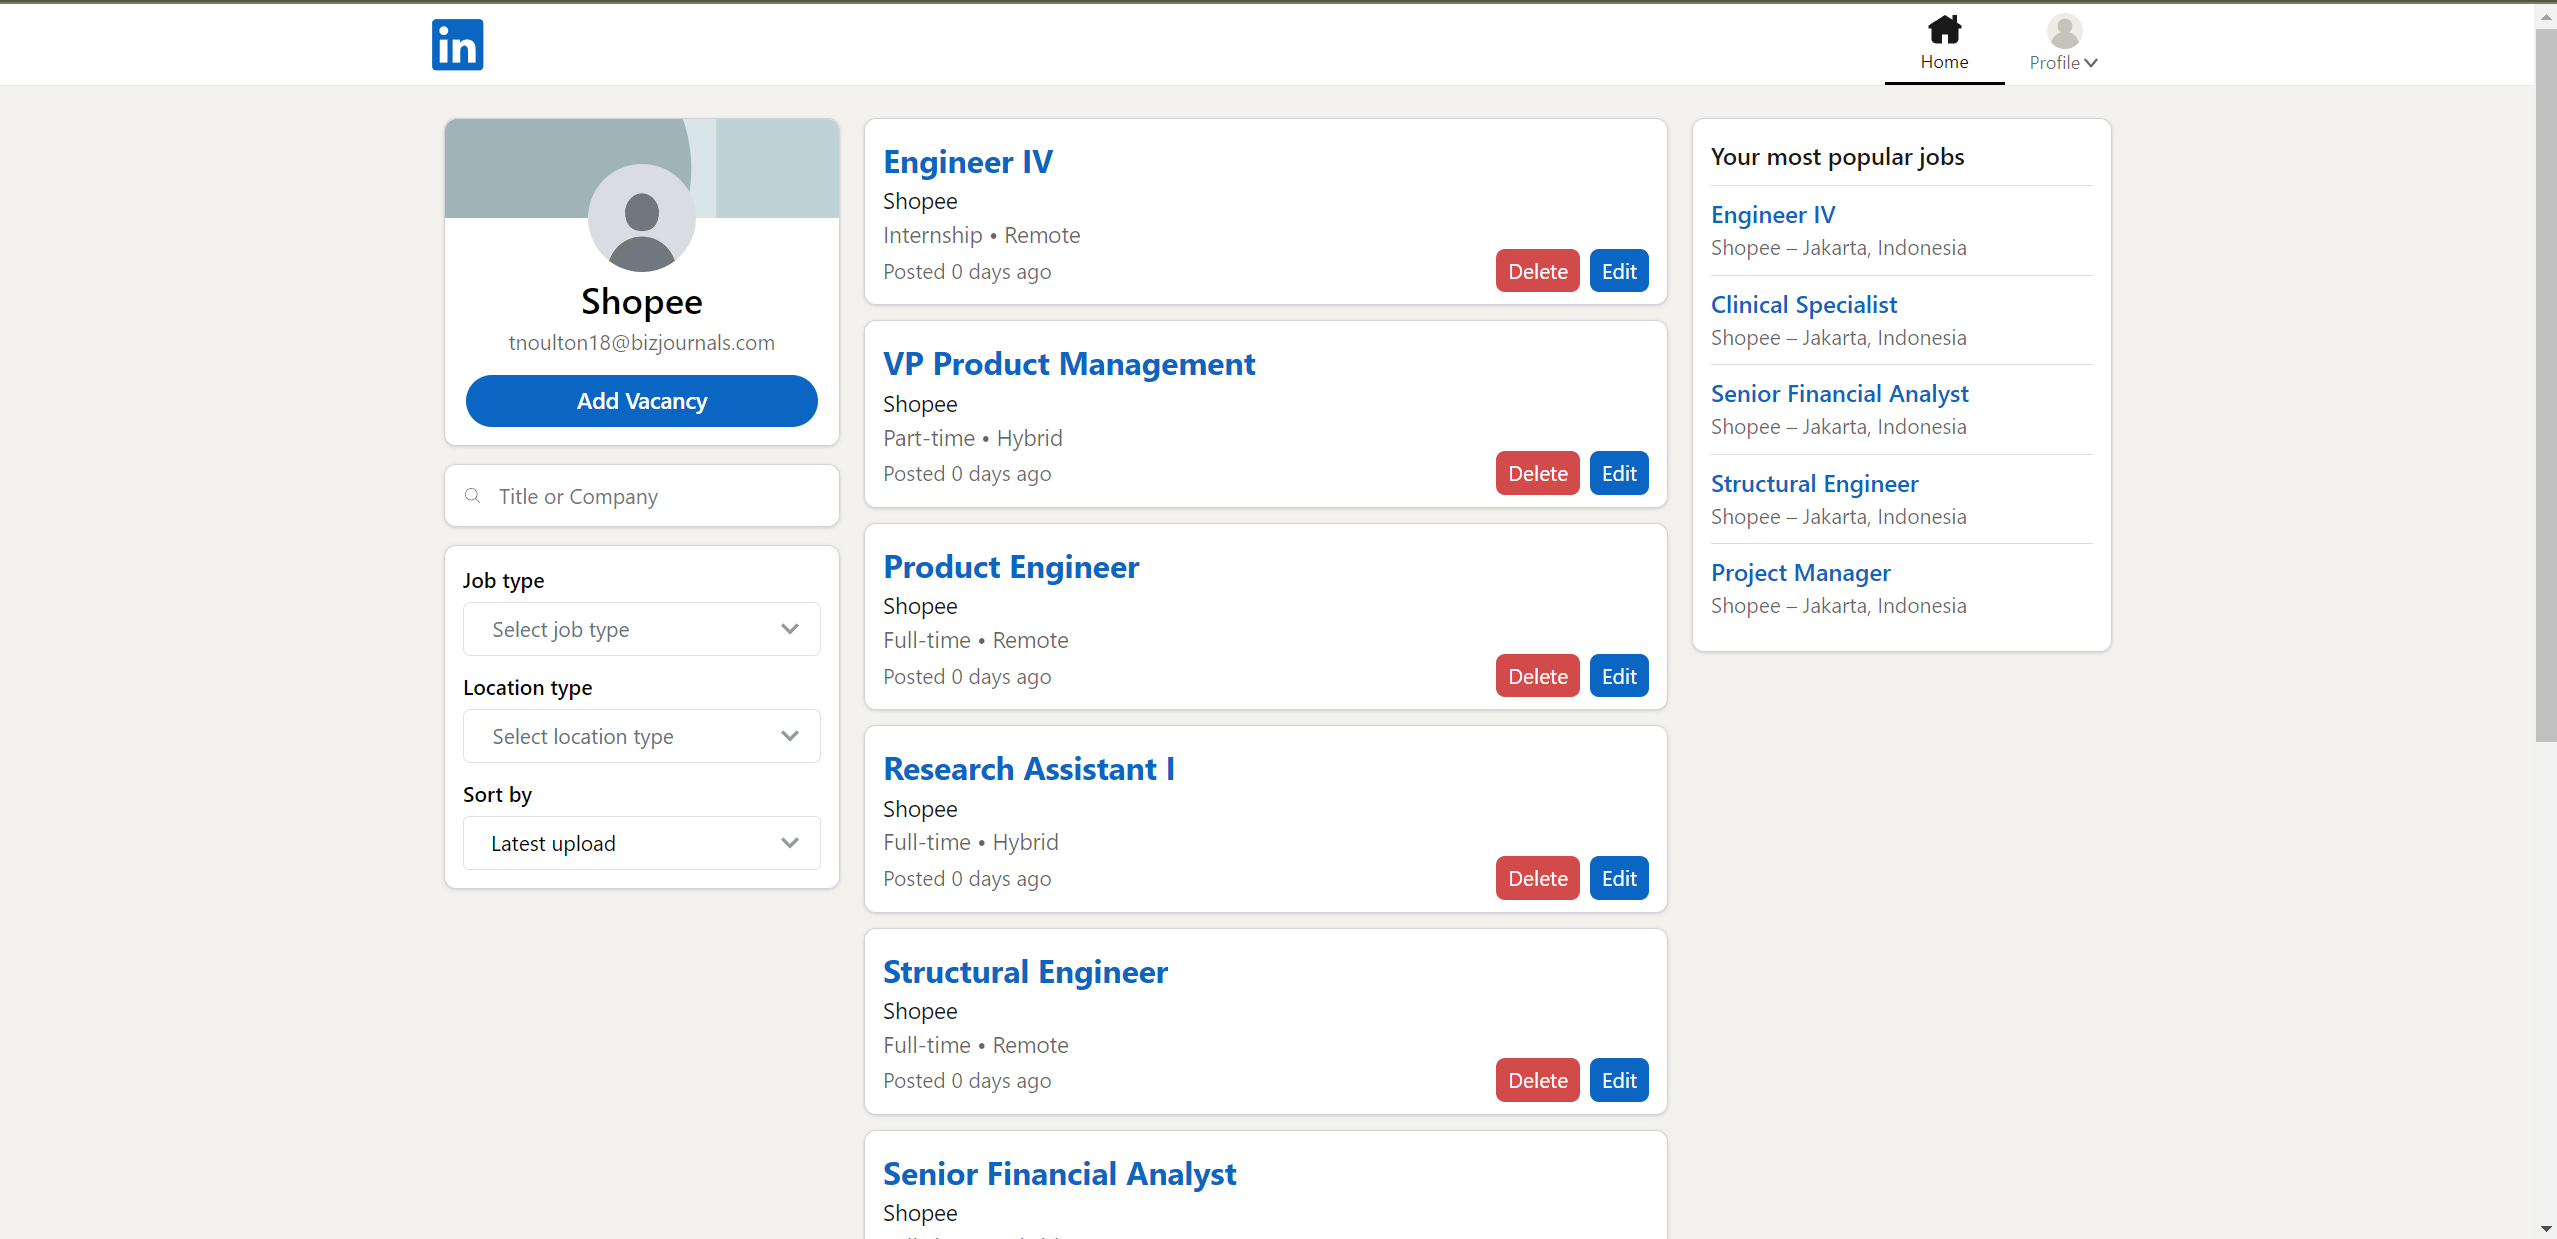 in
Home
Profile
Shopee
tnoulton18@bizjournals.com
Add Vacancy
Title or Company
Job type
Select job type
Location type
Select location type
Sort by
Latest upload
Engineer IV
Shopee
Internship • Remote
Posted 0 days ago
Delete Edit
VP Product Management
Shopee
Part-time • Hybrid
Posted 0 days ago
Delete Edit
Product Engineer
Shopee
Full-time • Remote
Posted 0 days ago
Delete Edit
Research Assistant I
Shopee
Full-time • Hybrid
Posted 0 days ago
Delete Edit
Structural Engineer
Shopee
Full-time • Remote
Posted 0 days ago
Delete Edit
Senior Financial Analyst
Shopee
Your most popular jobs
Engineer IV
Shopee – Jakarta, Indonesia
Clinical Specialist
Shopee – Jakarta, Indonesia
Senior Financial Analyst
Shopee – Jakarta, Indonesia
Structural Engineer
Shopee – Jakarta, Indonesia
Project Manager
Shopee – Jakarta, Indonesia